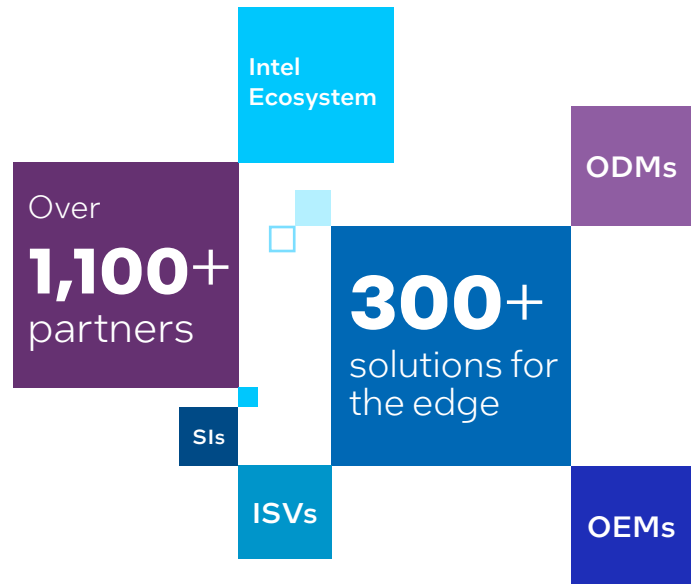 Intel
Ecosystem
ODMs
Over
1,100+
partners
300+
solutions for
the edge
SIs
ISVs
OEMs